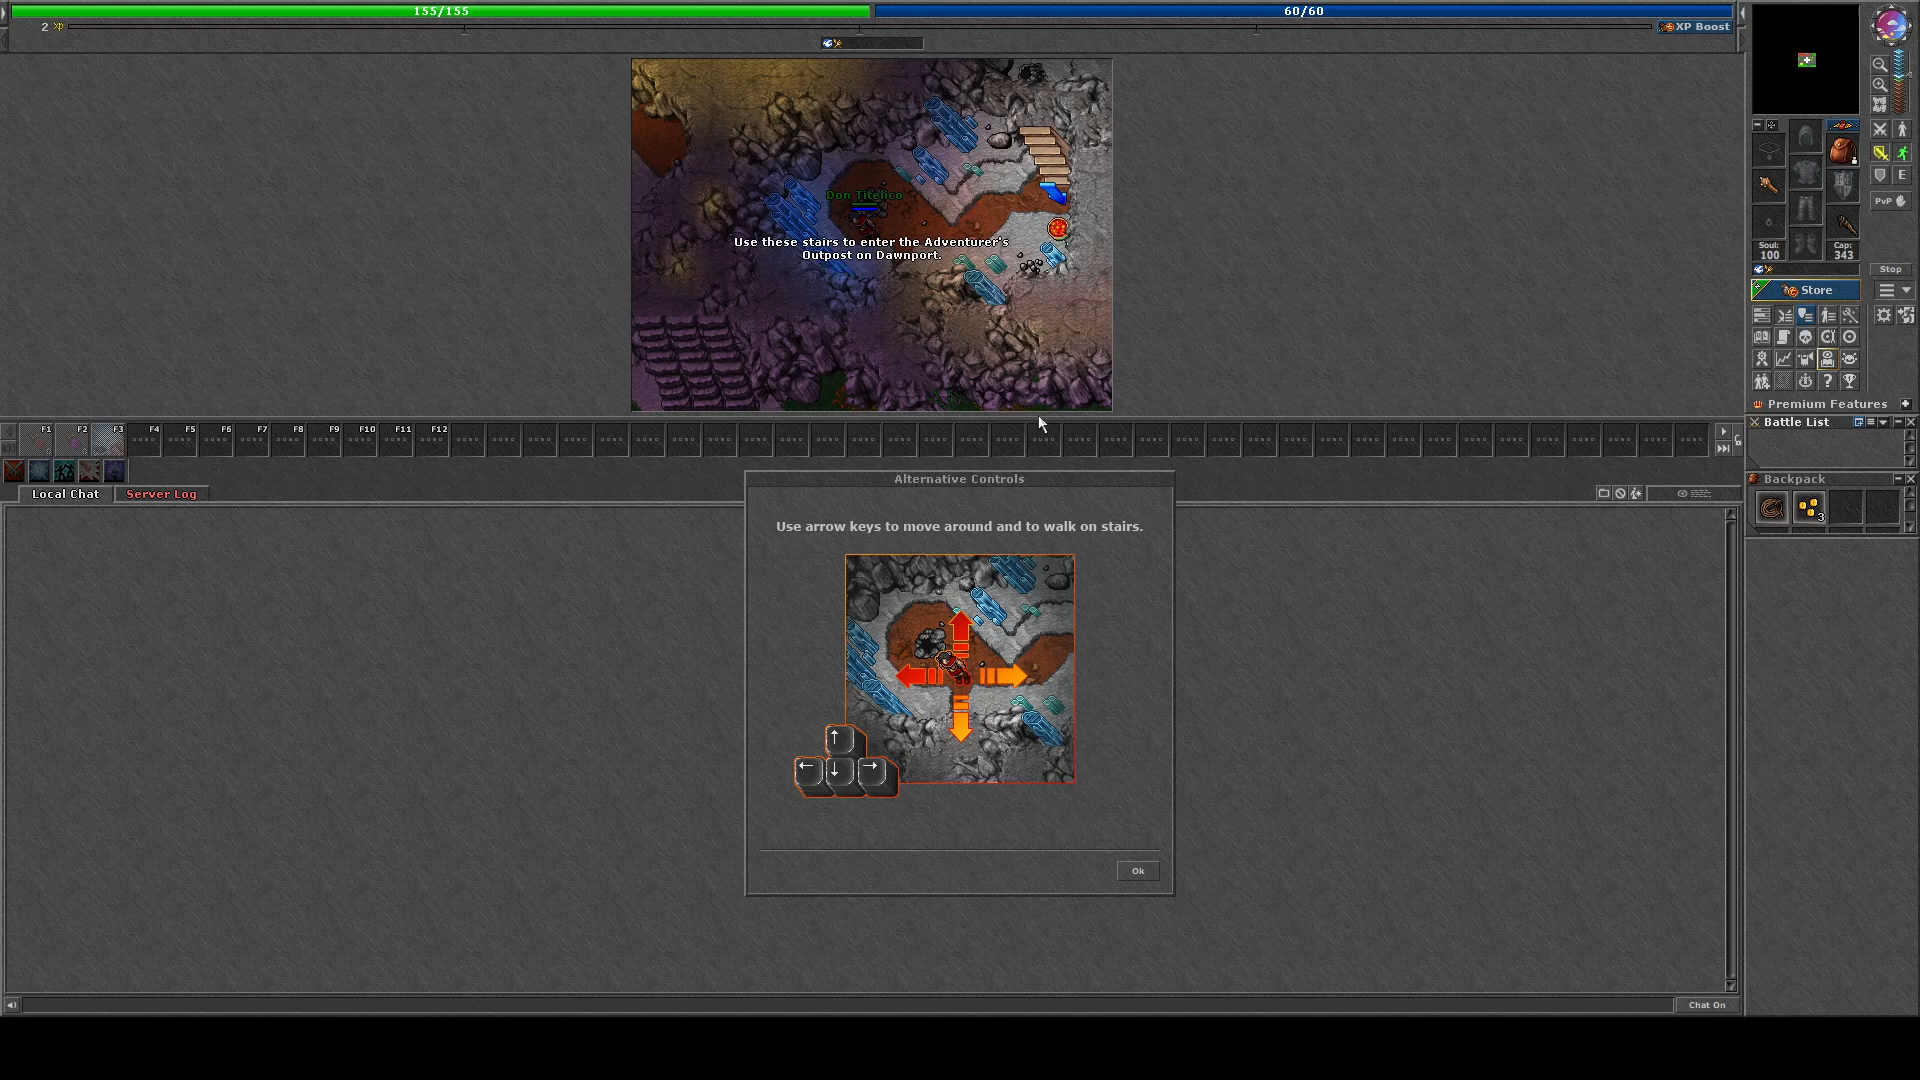 155/155
60/60
2
XP Boost
Don Titelico
Use these stairs to enter the Adventurer's
Outpost on Dawnport.
Soul:
100
Cap:
343
E
PvP
Stop
Store
?
Premium Features
Battle List
Backpack
3
F1 F2 F3 F4 F5 F6 F7 F8 F9 F10 F11 F12
Local Chat
Server Log
Alternative Controls
Use arrow keys to move around and to walk on stairs.
↑
← ↓ →
Ok
Chat On